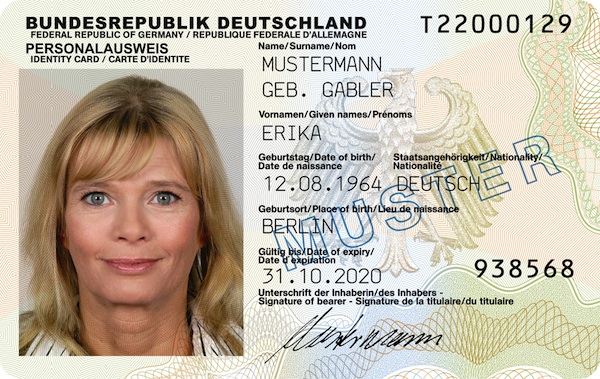 BUNDESREPUBLIK DEUTSCHLAND
T22000129
FEDERAL REPUBLIC OF GERMANY / REPUBLIQUE FEDERALE D'ALLEMAGNE
PERSONALAUSWEIS
IDENTITY CARD / CARTE D'IDENTITE
Name/Surname/Nom
MUSTERMANN
GEB. GABLER
Vornamen/Given names/Prénoms
ERIKA
Geburtstag/Date of birth/
Date de naissance
Staatsangehörigkeit/Nationality/
Nationalité
12.08.1964 DEUTSCH
Geburtsort/Place of birth/Lieu de naissance
BERLIN
Gültig bis/Date of expiry/
Date d'expiration
31.10.2020
938568
Unterschrift der Inhaberin/des Inhabers -
Signature of bearer - Signature de la titulaire/du titulaire
Mustermann
MUSTER